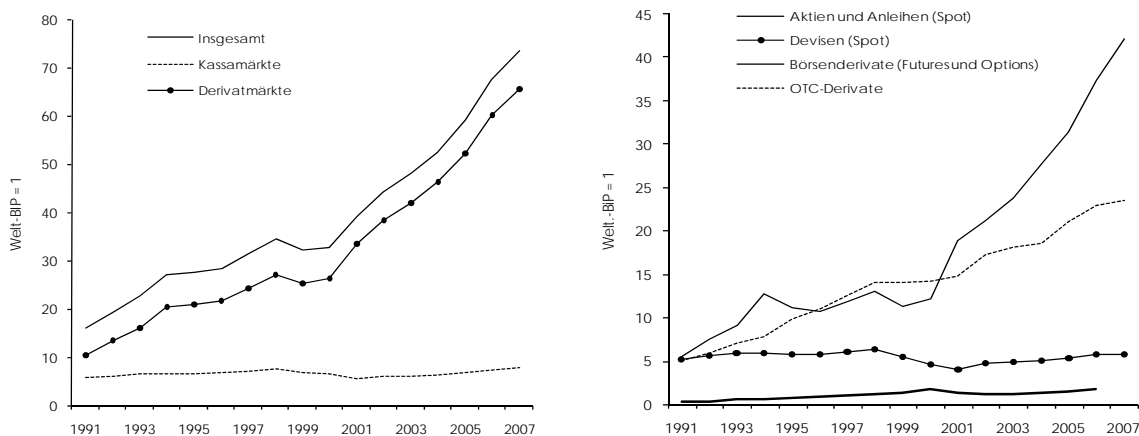 80
70
60
50
40
30
20
10
0
Welt-BIP = 1
Insgesamt
Kassamärkte
Derivatmärkte
1991 1993 1995 1997 1999 2001 2003 2005 2007
45
40
35
30
25
20
15
10
5
0
Welt.-BIP = 1
Aktien und Anleihen (Spot)
Devisen (Spot)
Börsenderivate (Futures und Options)
OTC-Derivate
1991 1993 1995 1997 1999 2001 2003 2005 2007